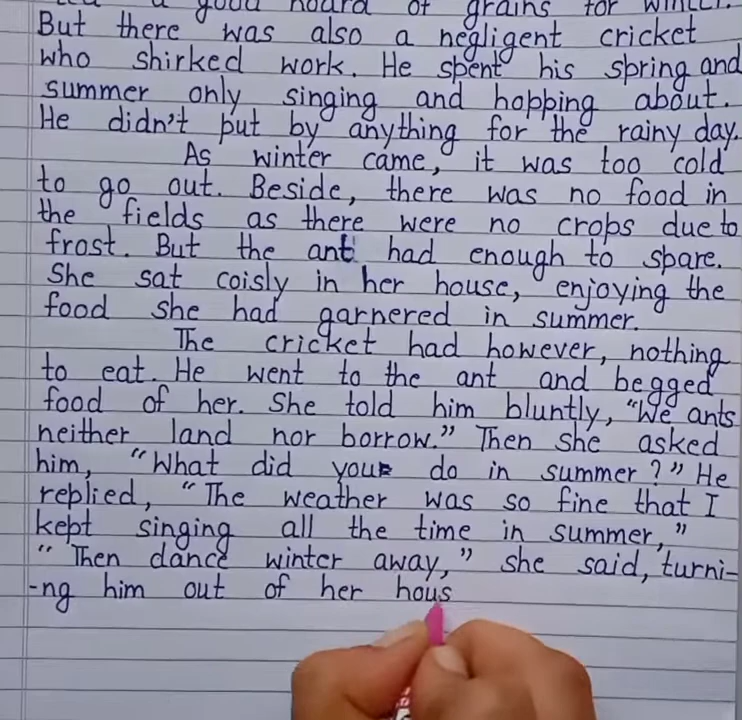 good hoard of grains for winter.
But there was also a negligent cricket
who shirked work. He spent his spring and
summer only singing and hopping about.
He didn't put by anything for the rainy day.
As winter came, it was too cold
to go out. Beside, there was no food in
the fields as there were no crops due to
frost. But the ant had enough to spare.
She sat coisly in her house, enjoying the
food she had garnered in summer.
The cricket had however, nothing
to eat. He went to the ant and begged
food of her. She told him bluntly, "We ants
neither land nor borrow." Then she asked
him, "What did your do in summer?" He
replied, "The weather was so fine that I
kept singing all the time in summer,"
"Then dance winter away," she said, turni-
-ng him out of her hous